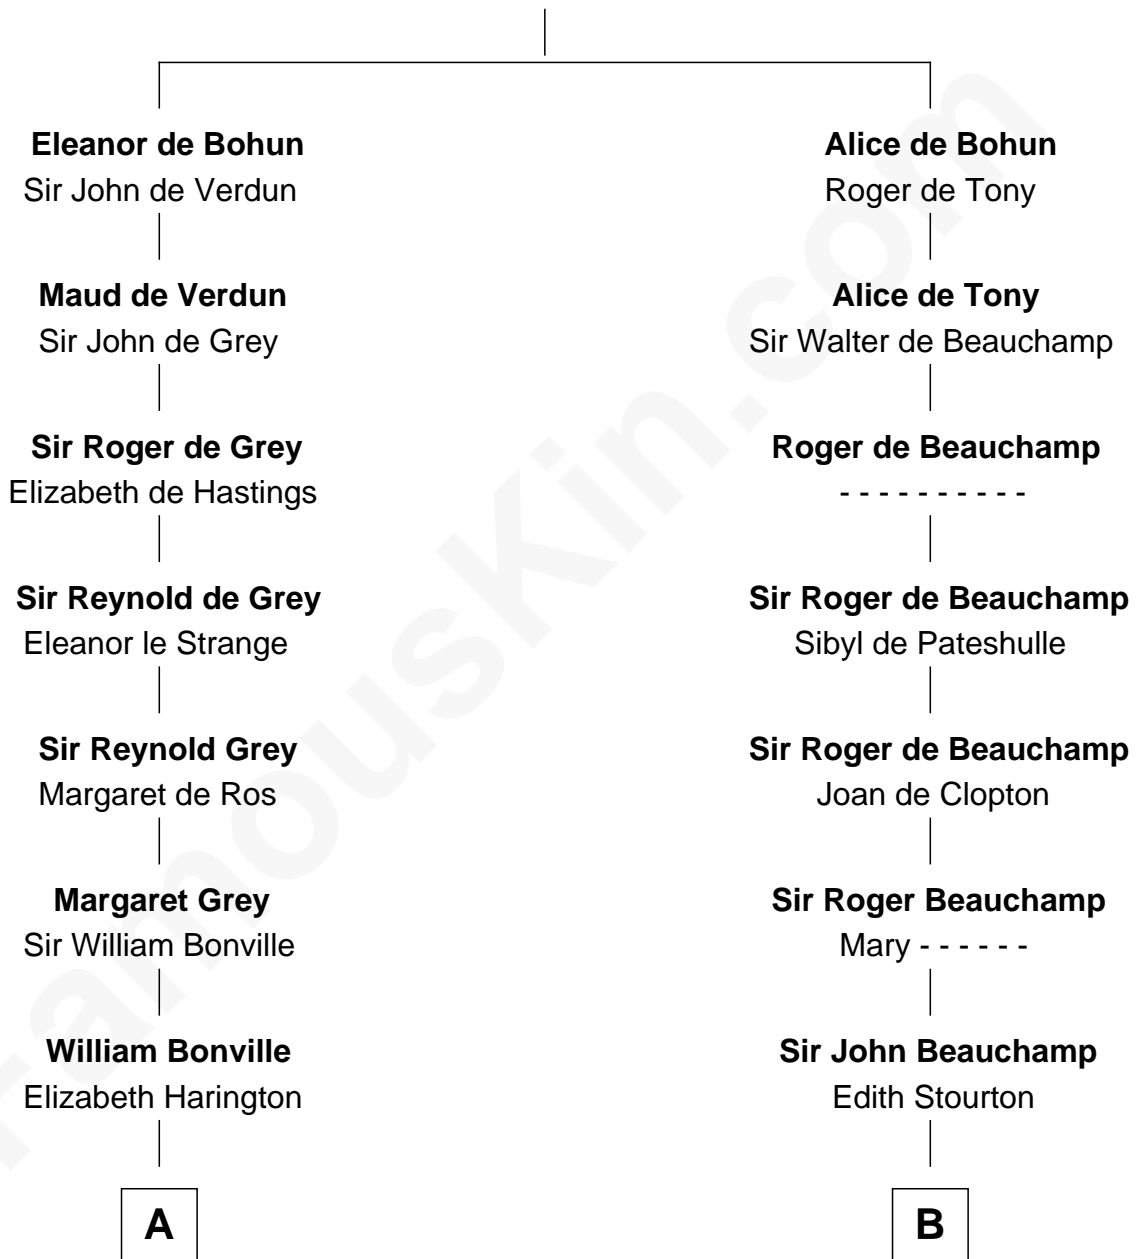 Eleanor de Bohun
Sir John de Verdun
Maud de Verdun
Sir John de Grey
Sir Roger de Grey
Elizabeth de Hastings
Sir Reynold de Grey
Eleanor le Strange
Sir Reynold Grey
Margaret de Ros
Margaret Grey
Sir William Bonville
William Bonville
Elizabeth Harington
A
Alice de Bohun
Roger de Tony
Alice de Tony
Sir Walter de Beauchamp
Roger de Beauchamp
- - - - - - - - - -
Sir Roger de Beauchamp
Sibyl de Pateshulle
Sir Roger de Beauchamp
Joan de Clopton
Sir Roger Beauchamp
Mary - - - - - -
Sir John Beauchamp
Edith Stourton
B
FamousKin.com